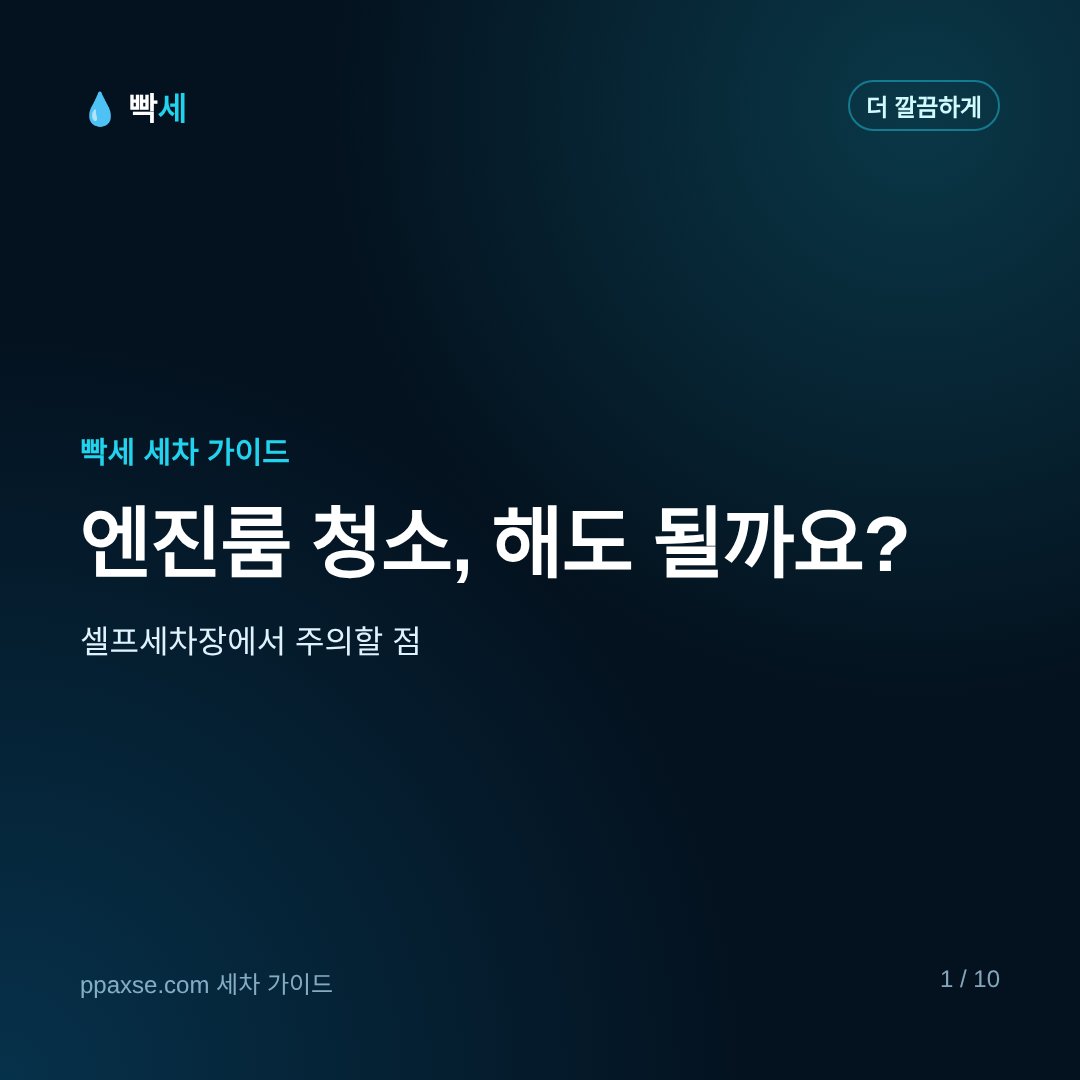 빡세
더 깔끔하게
빡세 세차 가이드
엔진룸 청소, 해도 될까요?
셀프세차장에서 주의할 점
ppaxse.com 세차 가이드
1 / 10